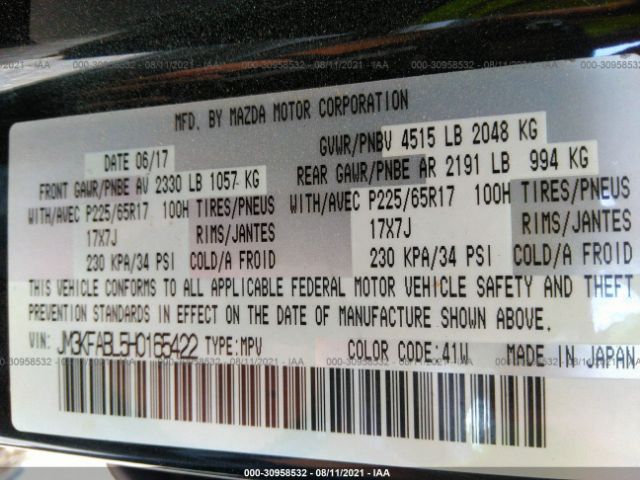 000-30958532 - 08/11/2021 - IAA
MFD. BY MAZDA MOTOR CORPORATION
DATE 06/17
GVWR/PNBV 4515 LB 2048 KG
FRONT GAWR/PNBE AV 2330 LB 1057 KG
REAR GAWR/PNBE AR 2191 LB 994 KG
WITH/AVEC P225/65R17 100H TIRES/PNEUS
WITH/AVEC P225/65R17 100H TIRES/PNEUS
17X7J RIMS/JANTES
17X7J RIMS/JANTES
230 KPA/34 PSI COLD/A FROID
230 KPA/34 PSI COLD/A FROID
THIS VEHICLE CONFORMS TO ALL APPLICABLE FEDERAL MOTOR VEHICLE SAFETY AND THEFT
PREVENTION STANDARDS IN EFFECT ON THE DATE OF MANUFACTURE SHOWN ABOVE.
VIN: JM3KFABL5H0165422 TYPE:MPV COLOR CODE:41W MADE IN JAPAN
000-30958532 - 08/11/2021 - IAA